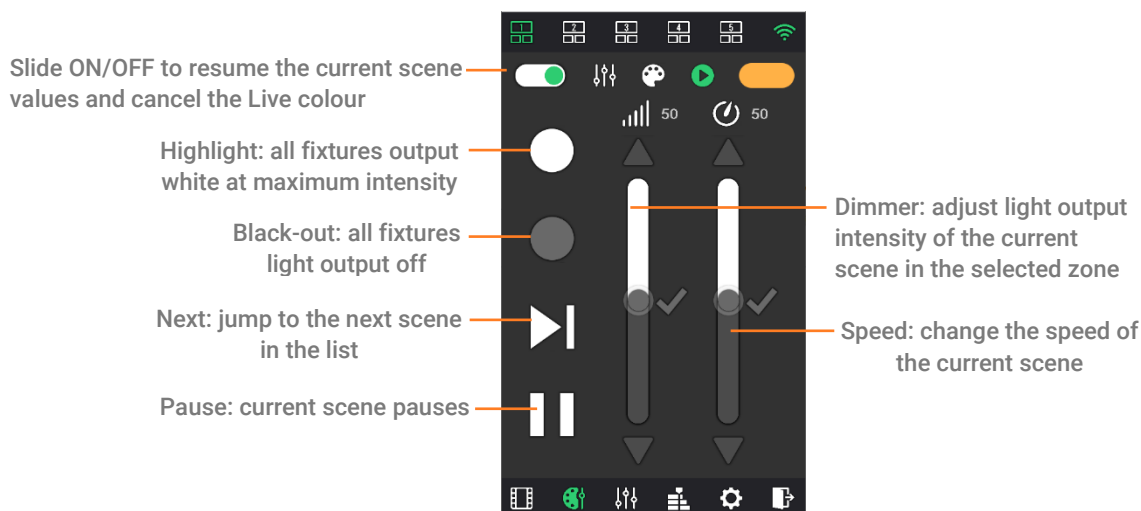 1 2 3 4 5
Slide ON/OFF to resume the current scene
values and cancel the Live colour
50 50
Highlight: all fixtures output
white at maximum intensity
Dimmer: adjust light output
intensity of the current
scene in the selected zone
Black-out: all fixtures
light output off
Next: jump to the next scene
in the list
Speed: change the speed of
the current scene
Pause: current scene pauses